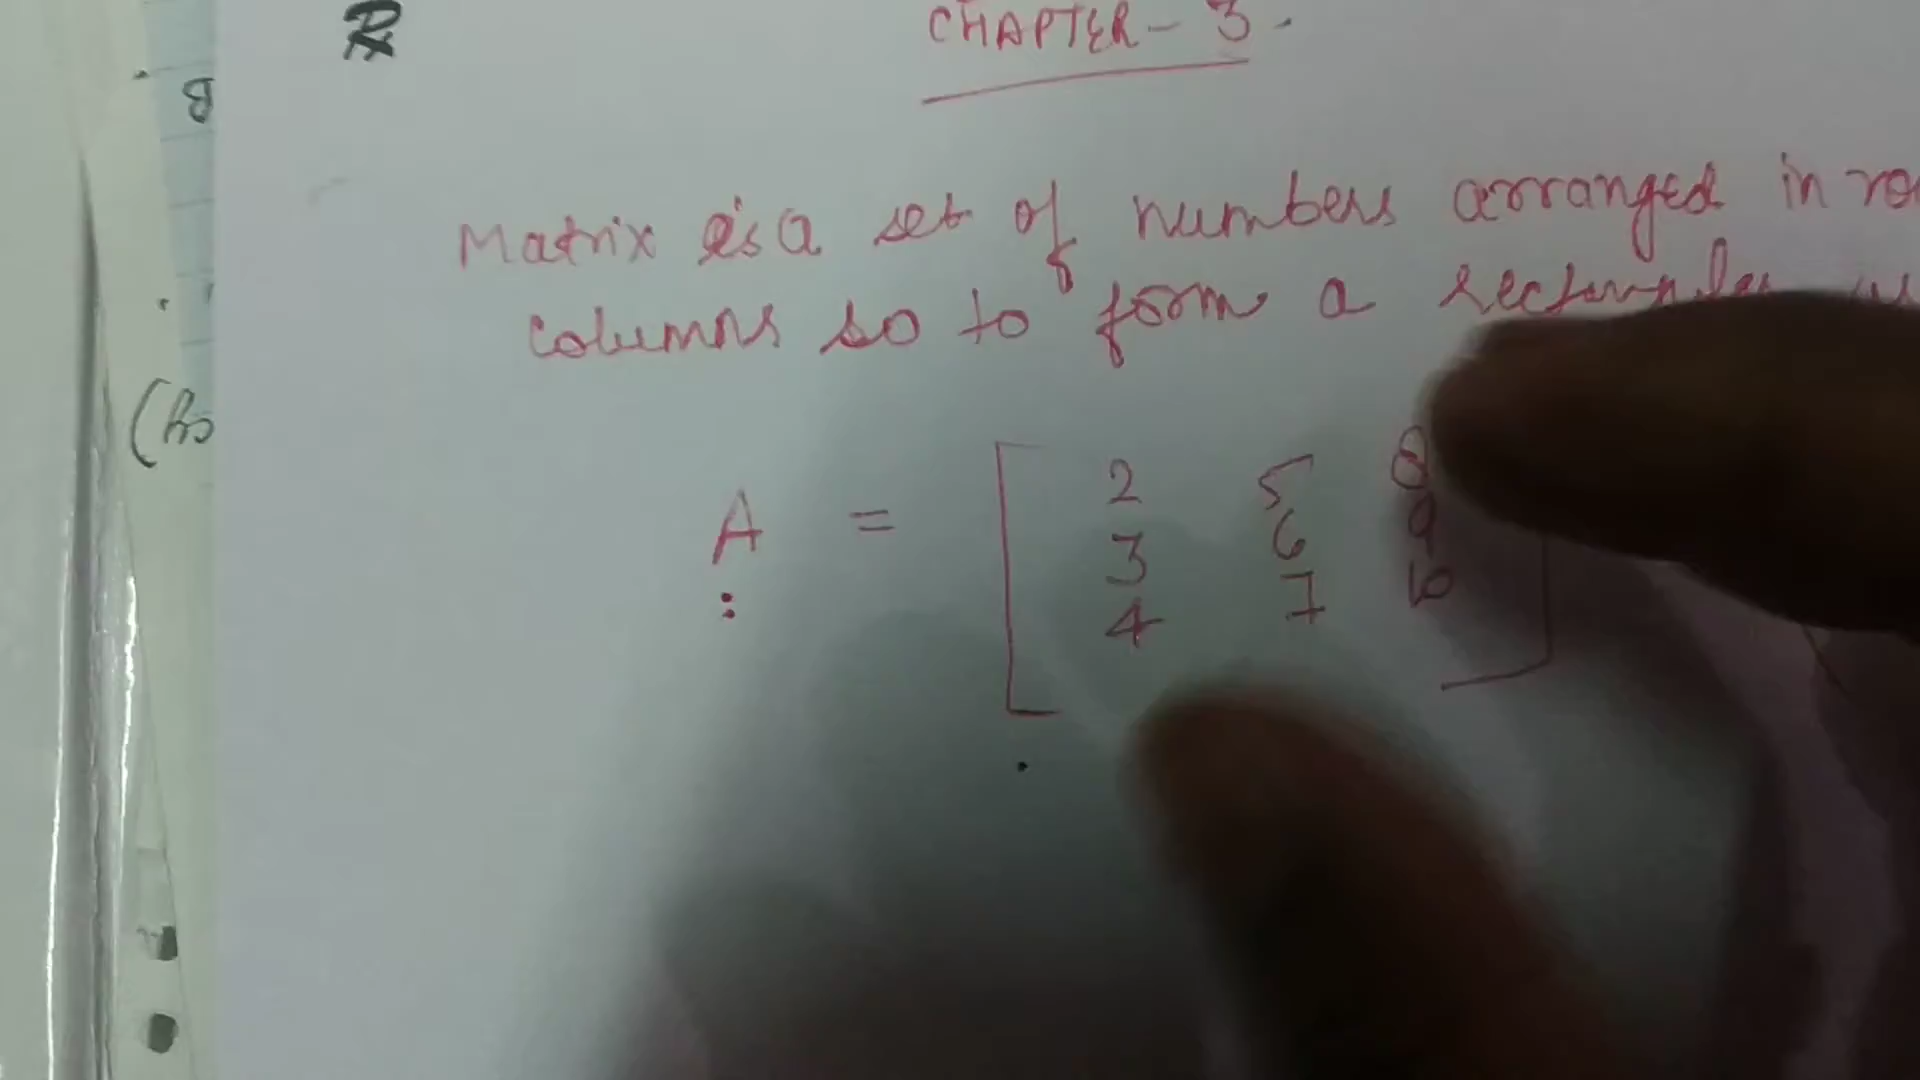 CHAPTER - 3.
B
Matrix is a set of numbers arranged in
columns so to form a
(
A = [ 2 5 8
3 6 9
4 7 10 ]